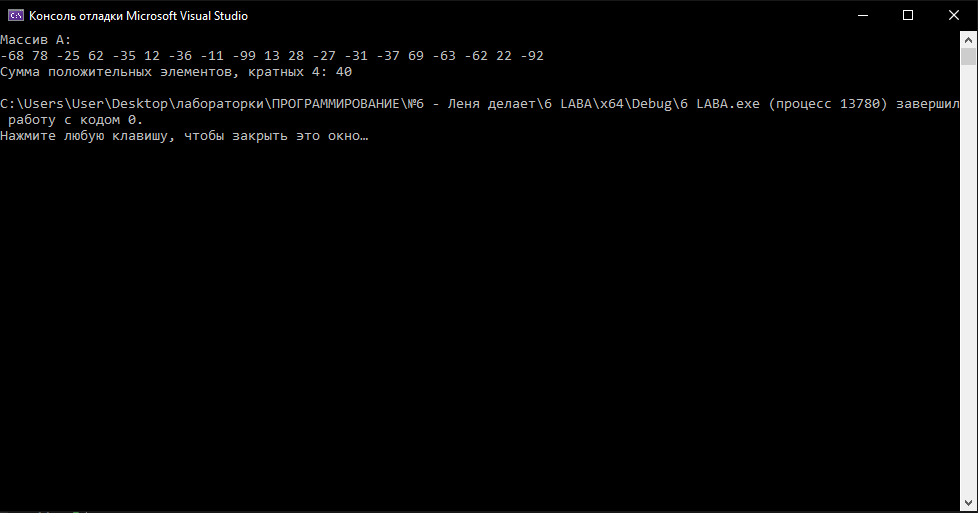 Консоль отладки Microsoft Visual Studio
Массив A:
-68 78 -25 62 -35 12 -36 -11 -99 13 28 -27 -31 -37 69 -63 -62 22 -92
Сумма положительных элементов, кратных 4: 40
C:\Users\User\Desktop\лабораторки\ПРОГРАММИРОВАНИЕ\№6 - Леня делает\6 LABA\x64\Debug\6 LABA.exe (процесс 13780) завершил
работу с кодом 0.
Нажмите любую клавишу, чтобы закрыть это окно…